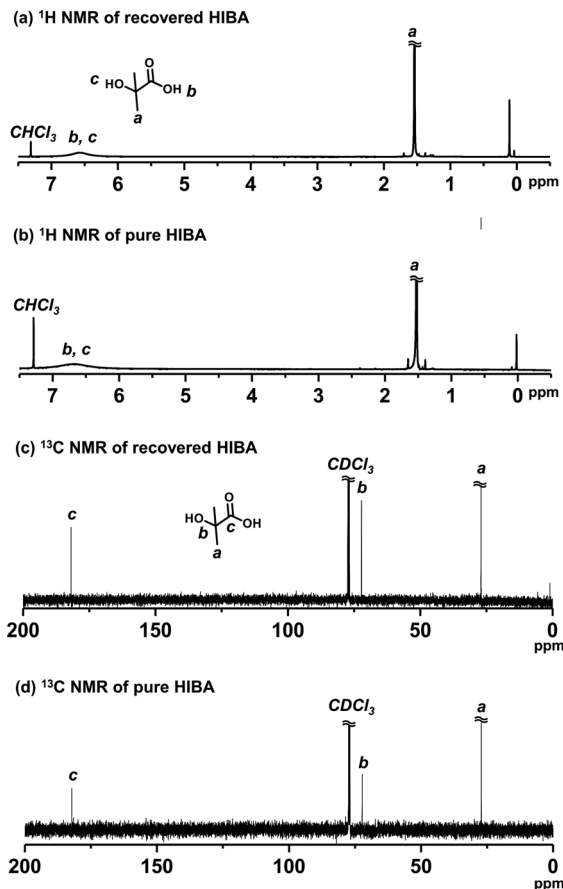 (a) ¹H NMR of recovered HIBA
a
O
c HO OH b
a
CHCl₃ b, c
7 6 5 4 3 2 1 0 ppm
(b) ¹H NMR of pure HIBA
a
CHCl₃
b, c
7 6 5 4 3 2 1 0 ppm
(c) ¹³C NMR of recovered HIBA
CDCl₃
a
b
c
O
HO OH
b c
a
200 150 100 50 0
ppm
(d) ¹³C NMR of pure HIBA
CDCl₃
a
b
c
200 150 100 50 0
ppm